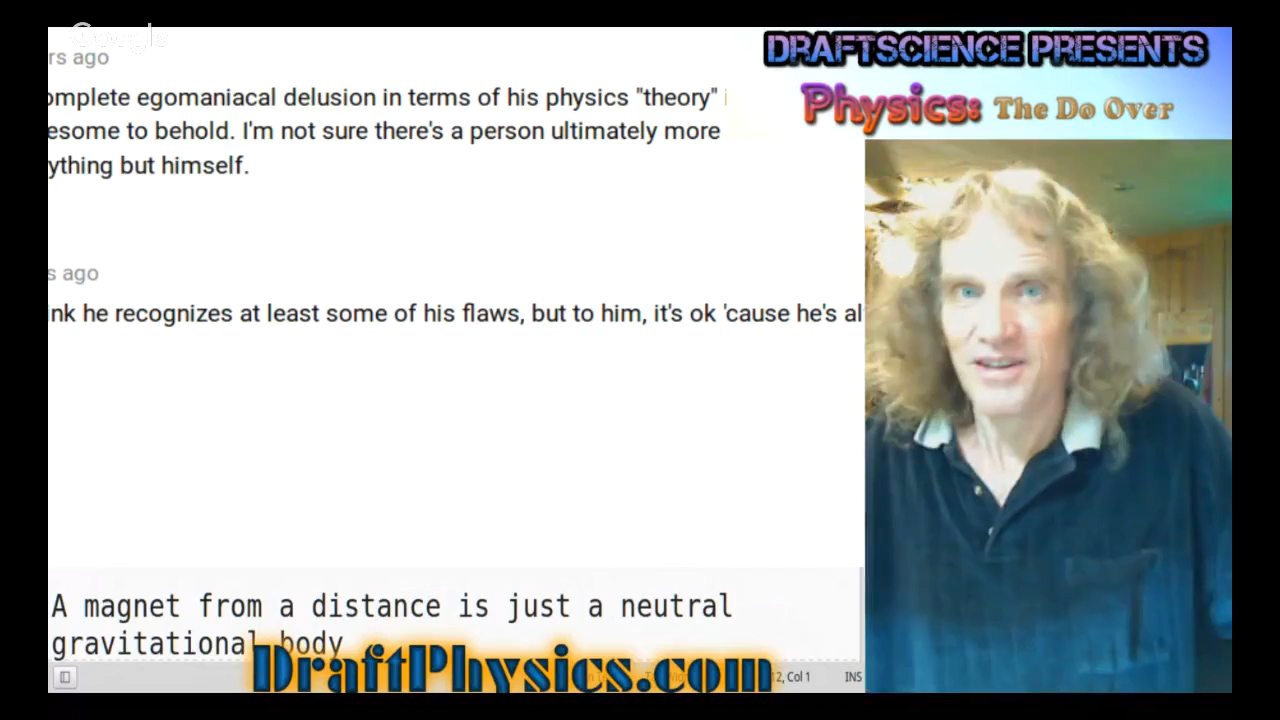 Google
rs ago
omplete egomaniacal delusion in terms of his physics "theory"
esome to behold. I'm not sure there's a person ultimately more
ything but himself.
s ago
nk he recognizes at least some of his flaws, but to him, it's ok 'cause he's al
A magnet from a distance is just a neutral
gravitational body
DraftPhysics.com
12, Col 1
INS
DRAFTSCIENCE PRESENTS
Physics: The Do Over